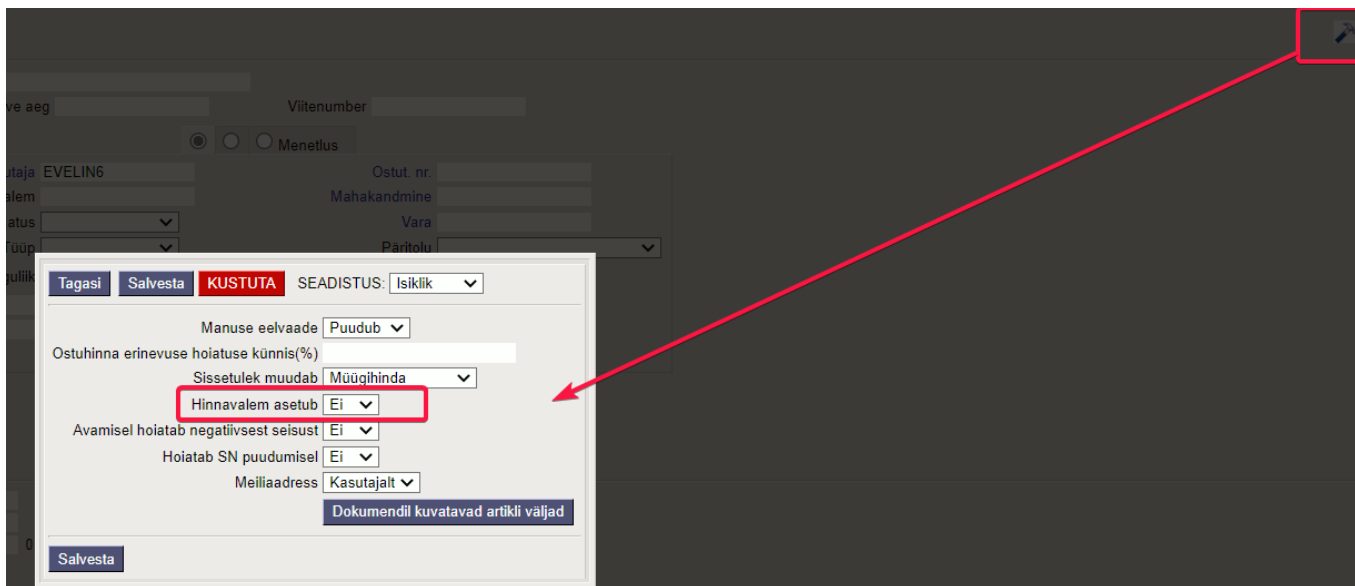 ve aeg Viitenumber
Menetlus
utaja EVELIN6 Ostut. nr.
alem Mahakandmine
atus Vara
Tüüp Päritolu
guliik
Tagasi Salvesta KUSTUTA SEADISTUS: Isiklik
Manuse eelvaade Puudub
Ostuhinna erinevuse hoiatuse künnis(%)
Sissetulek muudab Müügihinda
Hinnavalem asetub Ei
Avamisel hoiatab negatiivsest seisust Ei
Hoiatab SN puudumisel Ei
Meiliaadress Kasutajalt
Dokumendil kuvatavad artikli väljad
0
Salvesta